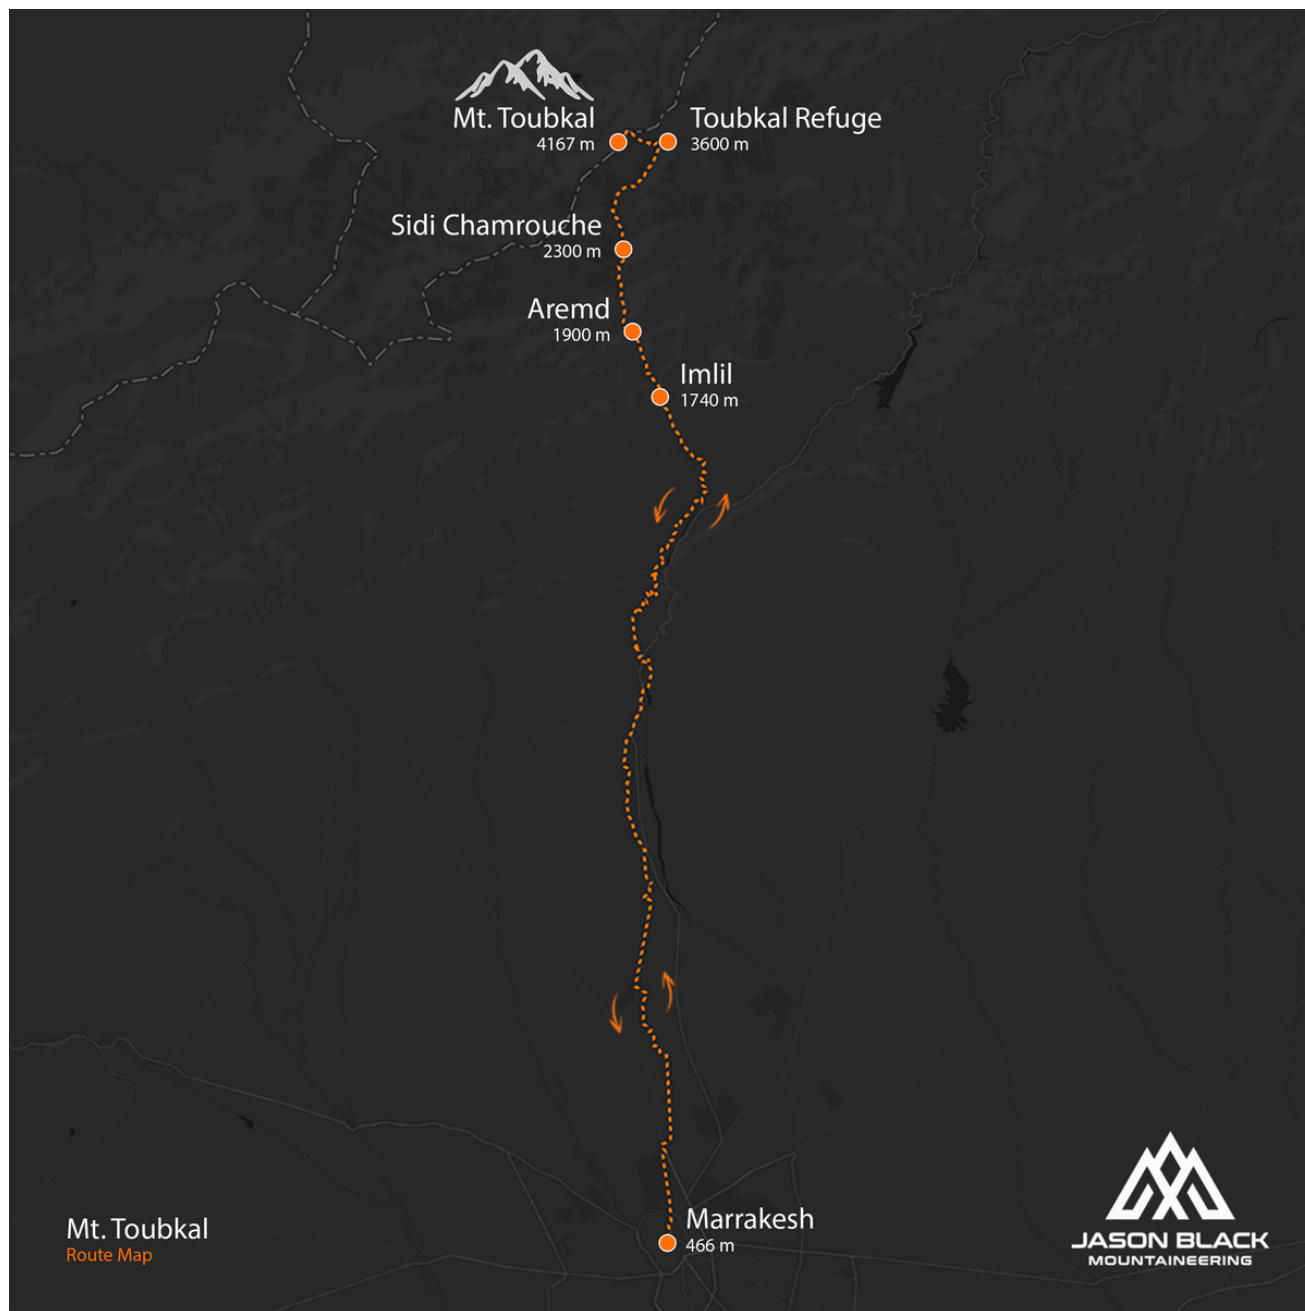 Mt. Toubkal
4167 m
Toubkal Refuge
3600 m
Sidi Chamrouche
2300 m
Aremd
1900 m
Imlil
1740 m
Marrakesh
466 m
Mt. Toubkal
Route Map
JASON BLACK
MOUNTAINEERING